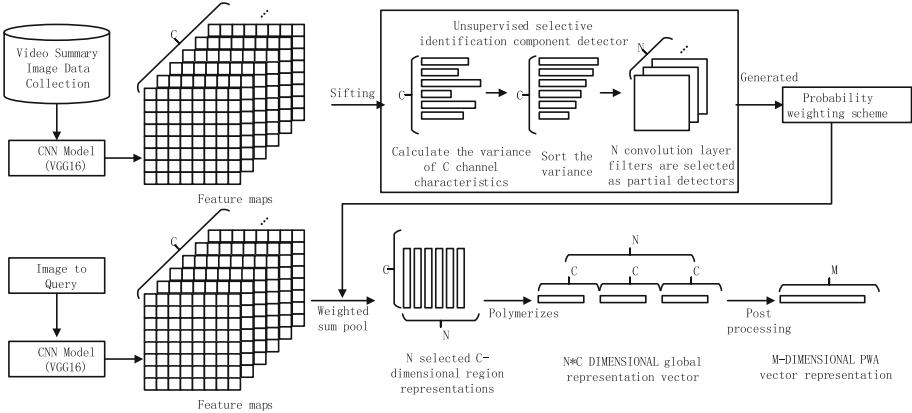 Video Summary
Image Data
Collection
CNN Model
(VGG16)
C
...
Feature maps
Sifting
Unsupervised selective
identification component detector
C
Calculate the variance
of C channel
characteristics
C
Sort the
variance
N
...
N convolution layer
filters are selected
as partial detectors
Generated
Probability
weighting scheme
Image to
Query
CNN Model
(VGG16)
C
...
Feature maps
Weighted
sum pool
C
N
N selected C-
dimensional region
representations
Polymerizes
N
C
C
C
N*C DIMENSIONAL global
representation vector
Post
processing
M
M-DIMENSIONAL PWA
vector representation